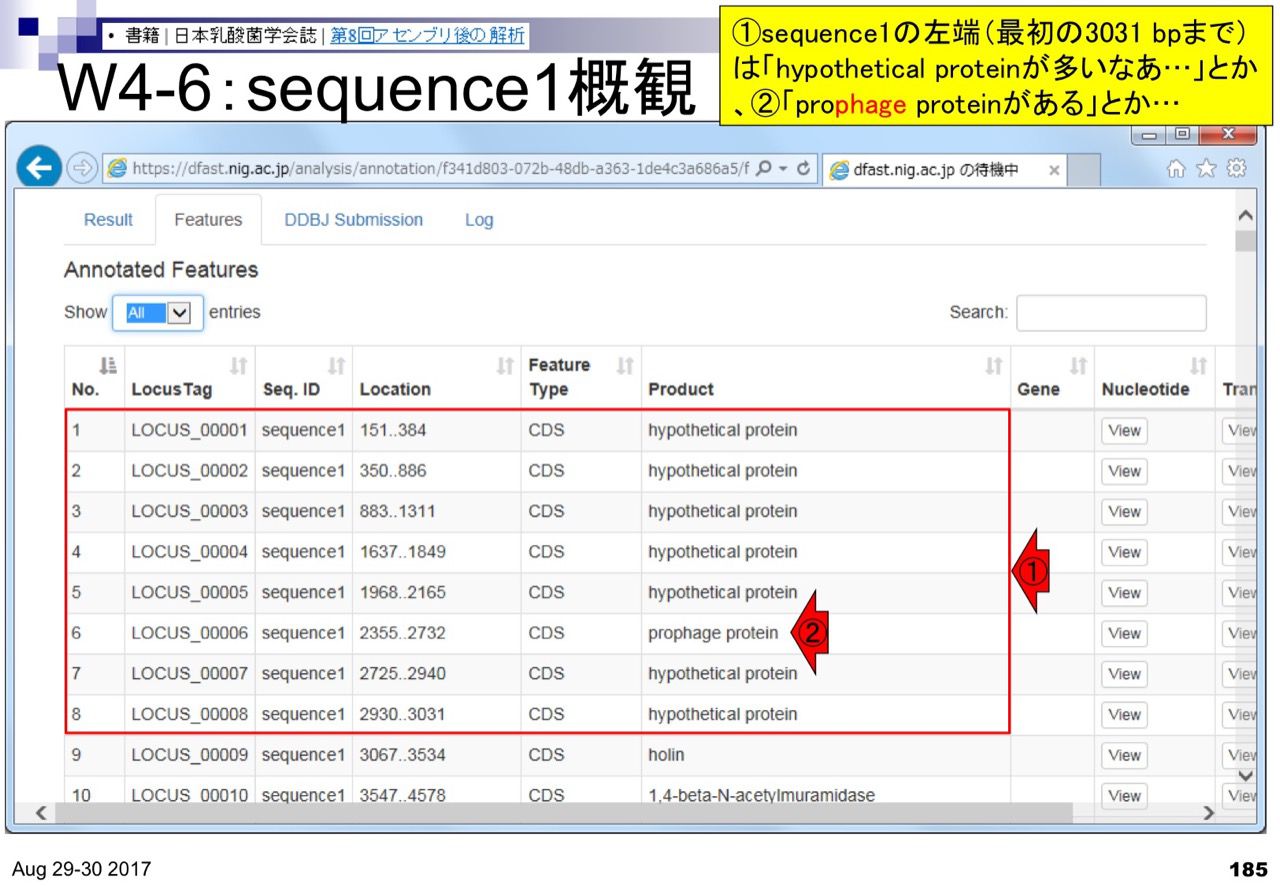 • 書籍 | 日本乳酸菌学会誌 | 第8回アセンブリ後の解析
W4-6：sequence1概観
①sequence1の左端（最初の3031 bpまで）
は「hypothetical proteinが多いなあ…」とか
、②「prophage proteinがある」とか…
https://dfast.nig.ac.jp/analysis/annotation/f341d803-072b-48db-a363-1de4c3a686a5/f
dfast.nig.ac.jp の待機中
Result Features DDBJ Submission Log
Annotated Features
Show All entries Search:
No. LocusTag Seq. ID Location Feature Type Product Gene Nucleotide Tran
1 LOCUS_00001 sequence1 151..384 CDS hypothetical protein View View
2 LOCUS_00002 sequence1 350..886 CDS hypothetical protein View View
3 LOCUS_00003 sequence1 883..1311 CDS hypothetical protein View View
4 LOCUS_00004 sequence1 1637..1849 CDS hypothetical protein View View
①
5 LOCUS_00005 sequence1 1968..2165 CDS hypothetical protein View View
6 LOCUS_00006 sequence1 2355..2732 CDS prophage protein ② View View
7 LOCUS_00007 sequence1 2725..2940 CDS hypothetical protein View View
8 LOCUS_00008 sequence1 2930..3031 CDS hypothetical protein View View
9 LOCUS_00009 sequence1 3067..3534 CDS holin View View
10 LOCUS_00010 sequence1 3547..4578 CDS 1,4-beta-N-acetylmuramidase View View
Aug 29-30 2017
185